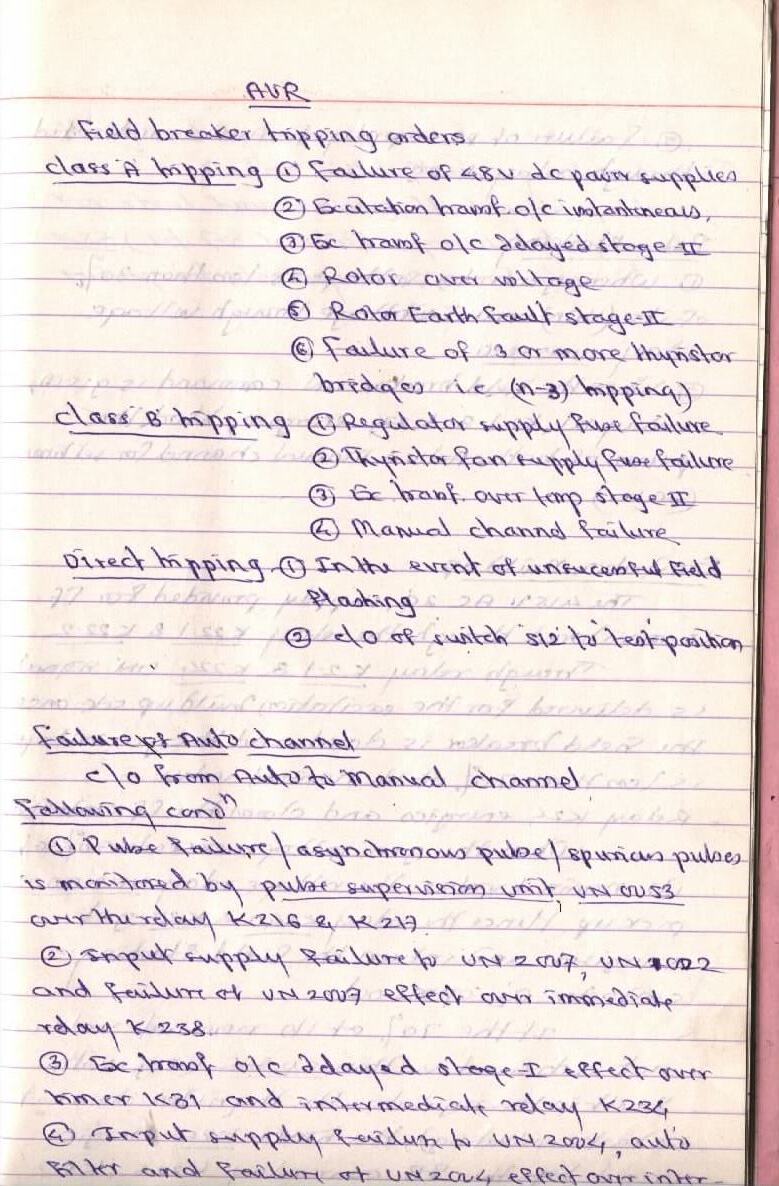 AVR
Field breaker tripping orders
class A tripping ① Failure of 48V dc power supplies
② Excitation transf o/c instantaneous,
③ Ex transf o/c delayed stage II
④ Rotor over voltage
⑤ Rotor Earth fault stage-II
⑥ Failure of 3 or more thyristor
bridges ie (n-3) tripping)
class B tripping ① Regulator supply fuse failure
② Thyristor fan supply fuse failure
③ Ex transf. over temp stage II
④ Manual channel failure
Direct tripping ① In the event of unsucessful field
flashing
② c/o of switch S12 to 'test' position
Failure of Auto channel
c/o from Auto to Manual channel
Following condⁿ
① Pulse failure/ asynchronous pulse/ spurious pulses
is monitored by pulse supervision unit, UN 0053
over the relay K216 & K217.
② Input supply failure to UN 2007, UN 1002
and failure of UN 2007 effect over immediate
relay K238.
③ Ex. transf o/c delayed stage-I effect over
timer K31 and intermediate relay K234
④ Input supply failure to UN 2004, auto
filter and failure of UN 2004 effect over inter-